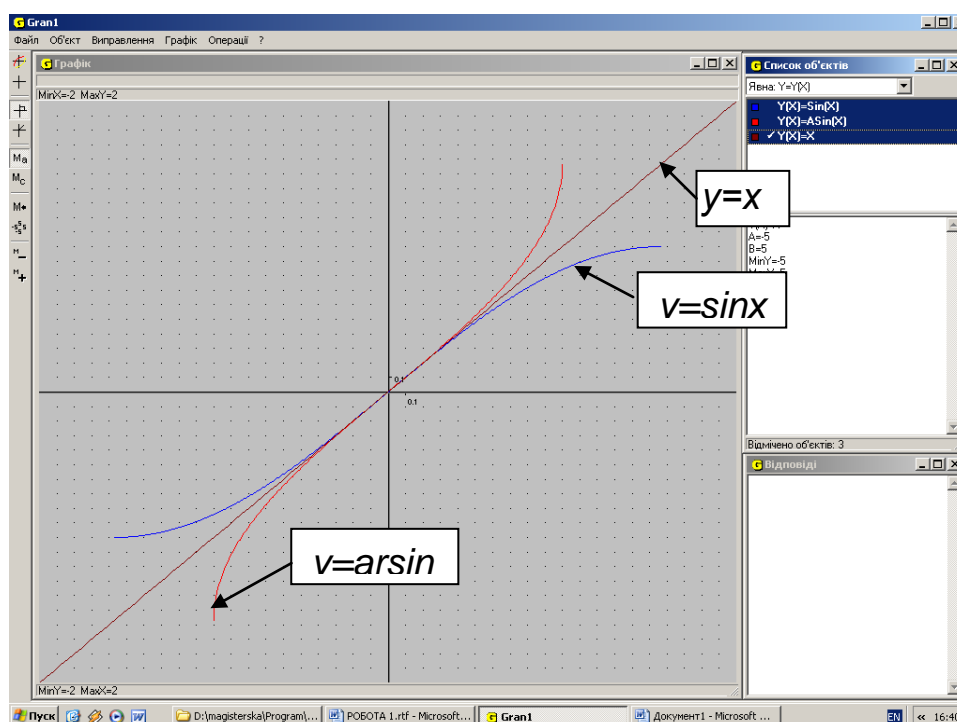 Gran1
Файл Об'єкт Виправлення Графік Операції ?
Графік
MinX=-2 MaxY=2
0.1
0.1
y=x
v=sinx
v=arsin
MinY=-2 MaxX=2
Ma
Mc
Список об'єктів
Явна: Y=Y(X)
Y(X)=Sin(X)
Y(X)=ASin(X)
Y(X)=X
A=-5
B=5
MinY=-5
Відмічено об'єктів: 3
Відповіді
Пуск
D:\magisterska\Program\...
РОБОТА 1.rtf - Microsoft...
Gran1
Документ1 - Microsoft ...
EN